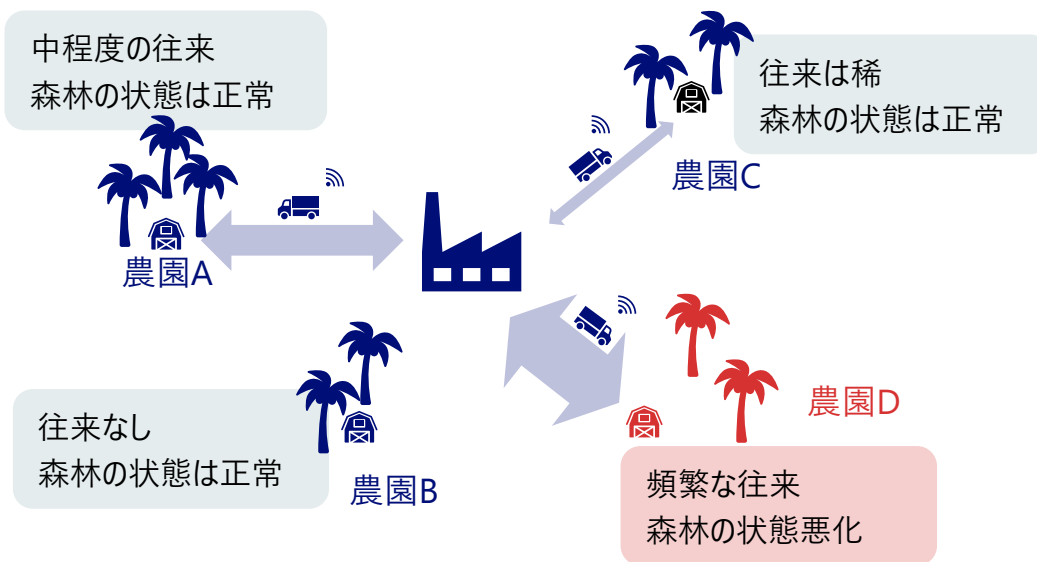 中程度の往来
森林の状態は正常
農園A
往来は稀
森林の状態は正常
農園C
往来なし
森林の状態は正常
農園B
農園D
頻繁な往来
森林の状態悪化